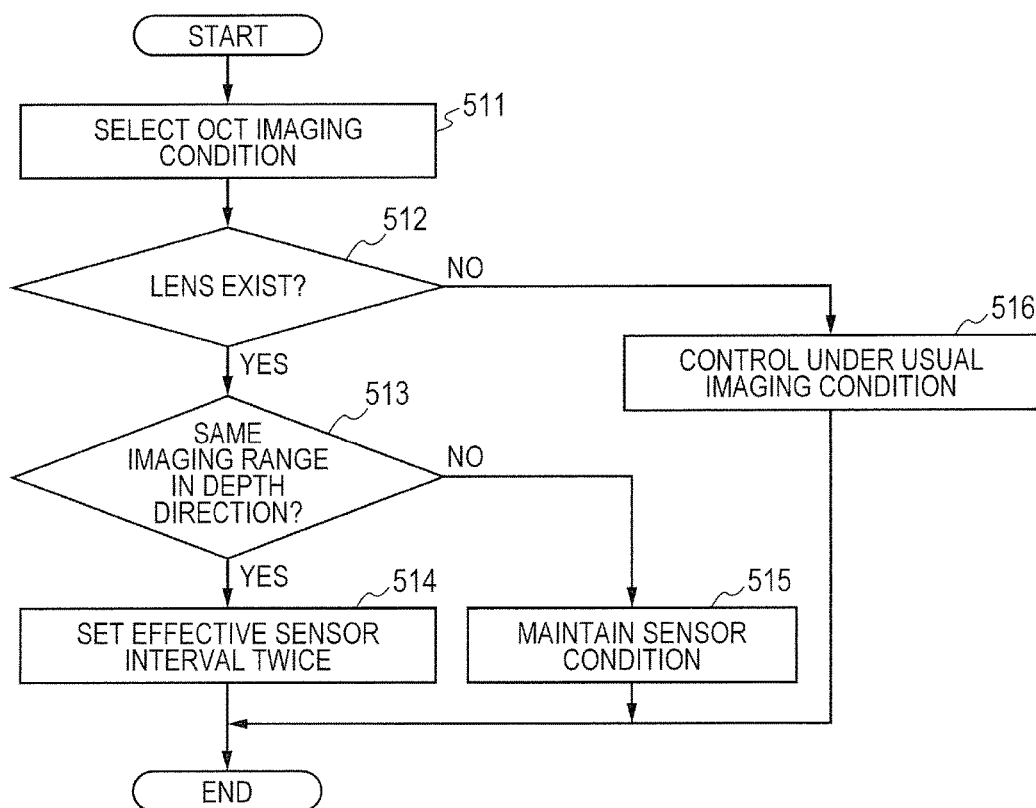 START
511
SELECT OCT IMAGING
CONDITION
512
LENS EXIST?
NO
YES
516
CONTROL UNDER USUAL
IMAGING CONDITION
513
SAME
IMAGING RANGE
IN DEPTH
DIRECTION?
NO
YES
514
SET EFFECTIVE SENSOR
INTERVAL TWICE
515
MAINTAIN SENSOR
CONDITION
END